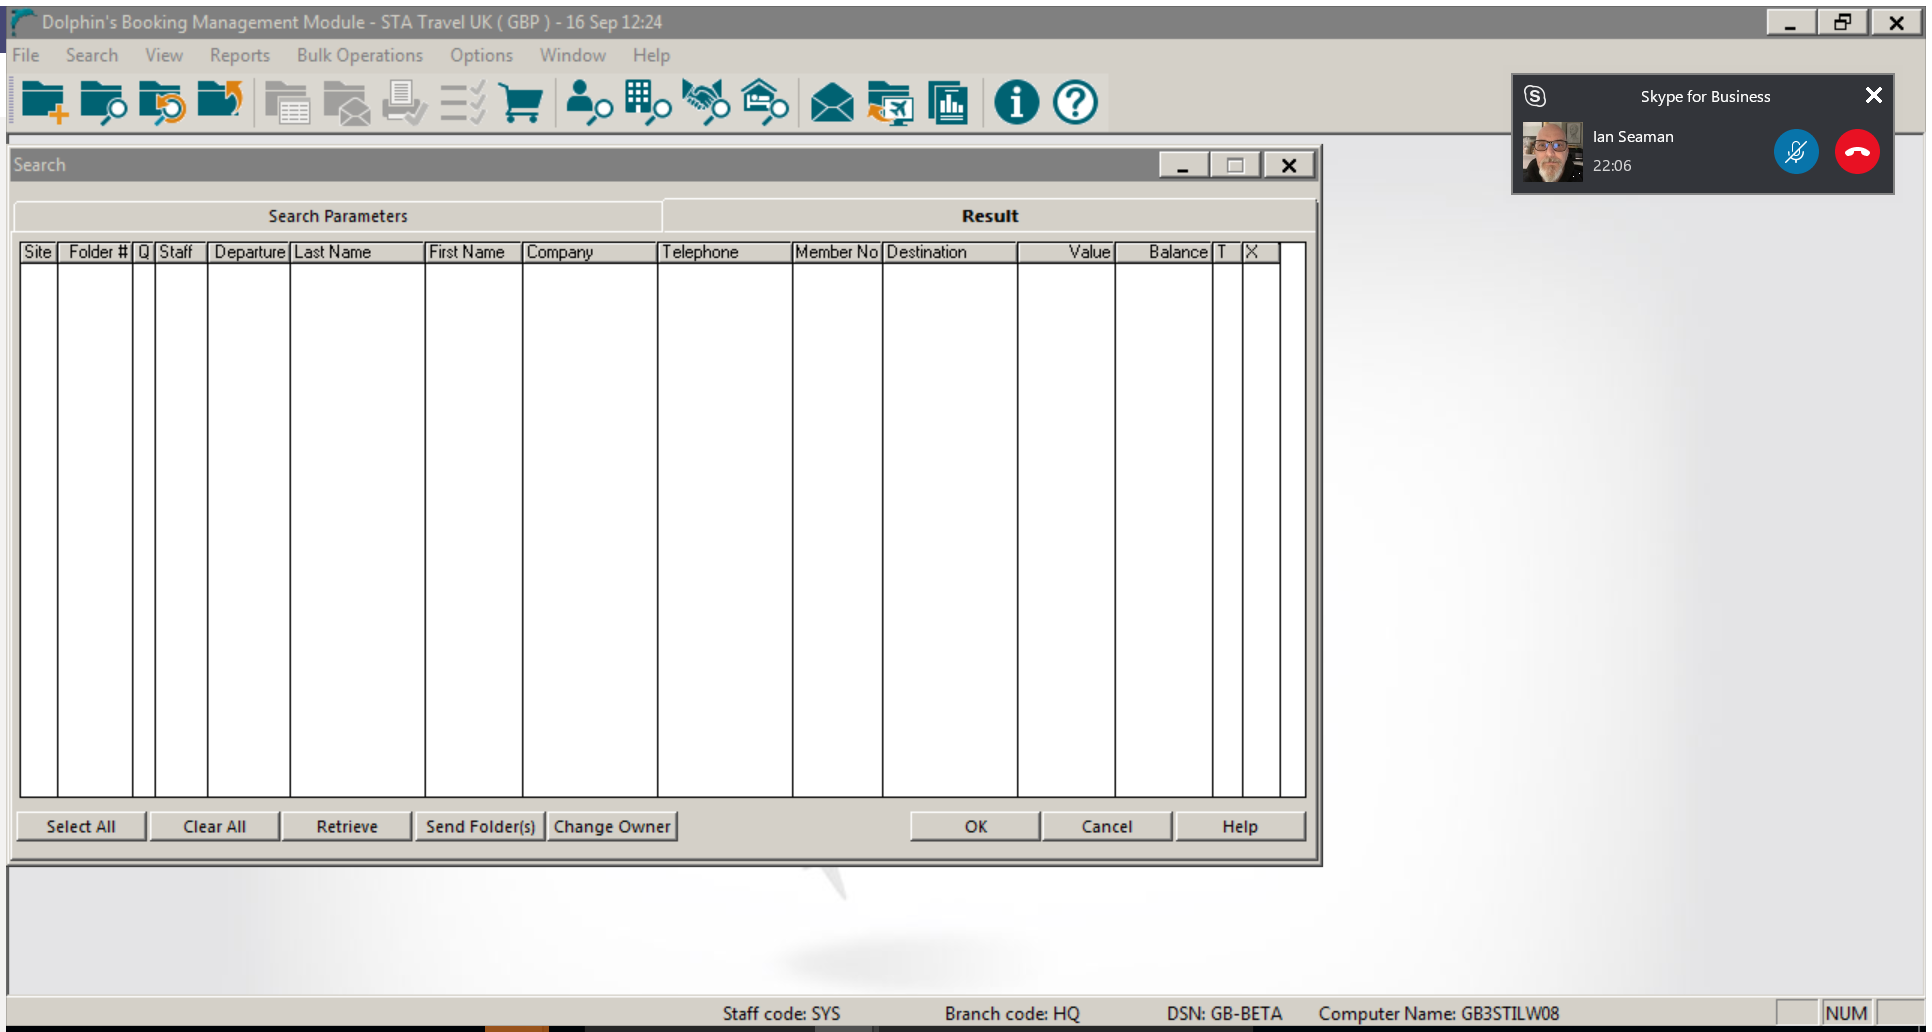 Dolphin's Booking Management Module - STA Travel UK ( GBP ) - 16 Sep 12:24
File Search View Reports Bulk Operations Options Window Help
Skype for Business
Ian Seaman
22:06
Search
Search Parameters Result
Site Folder # Q Staff Departure Last Name First Name Company Telephone Member No Destination Value Balance T X
Select All Clear All Retrieve Send Folder(s) Change Owner OK Cancel Help
Staff code: SYS Branch code: HQ DSN: GB-BETA Computer Name: GB3STILW08 NUM